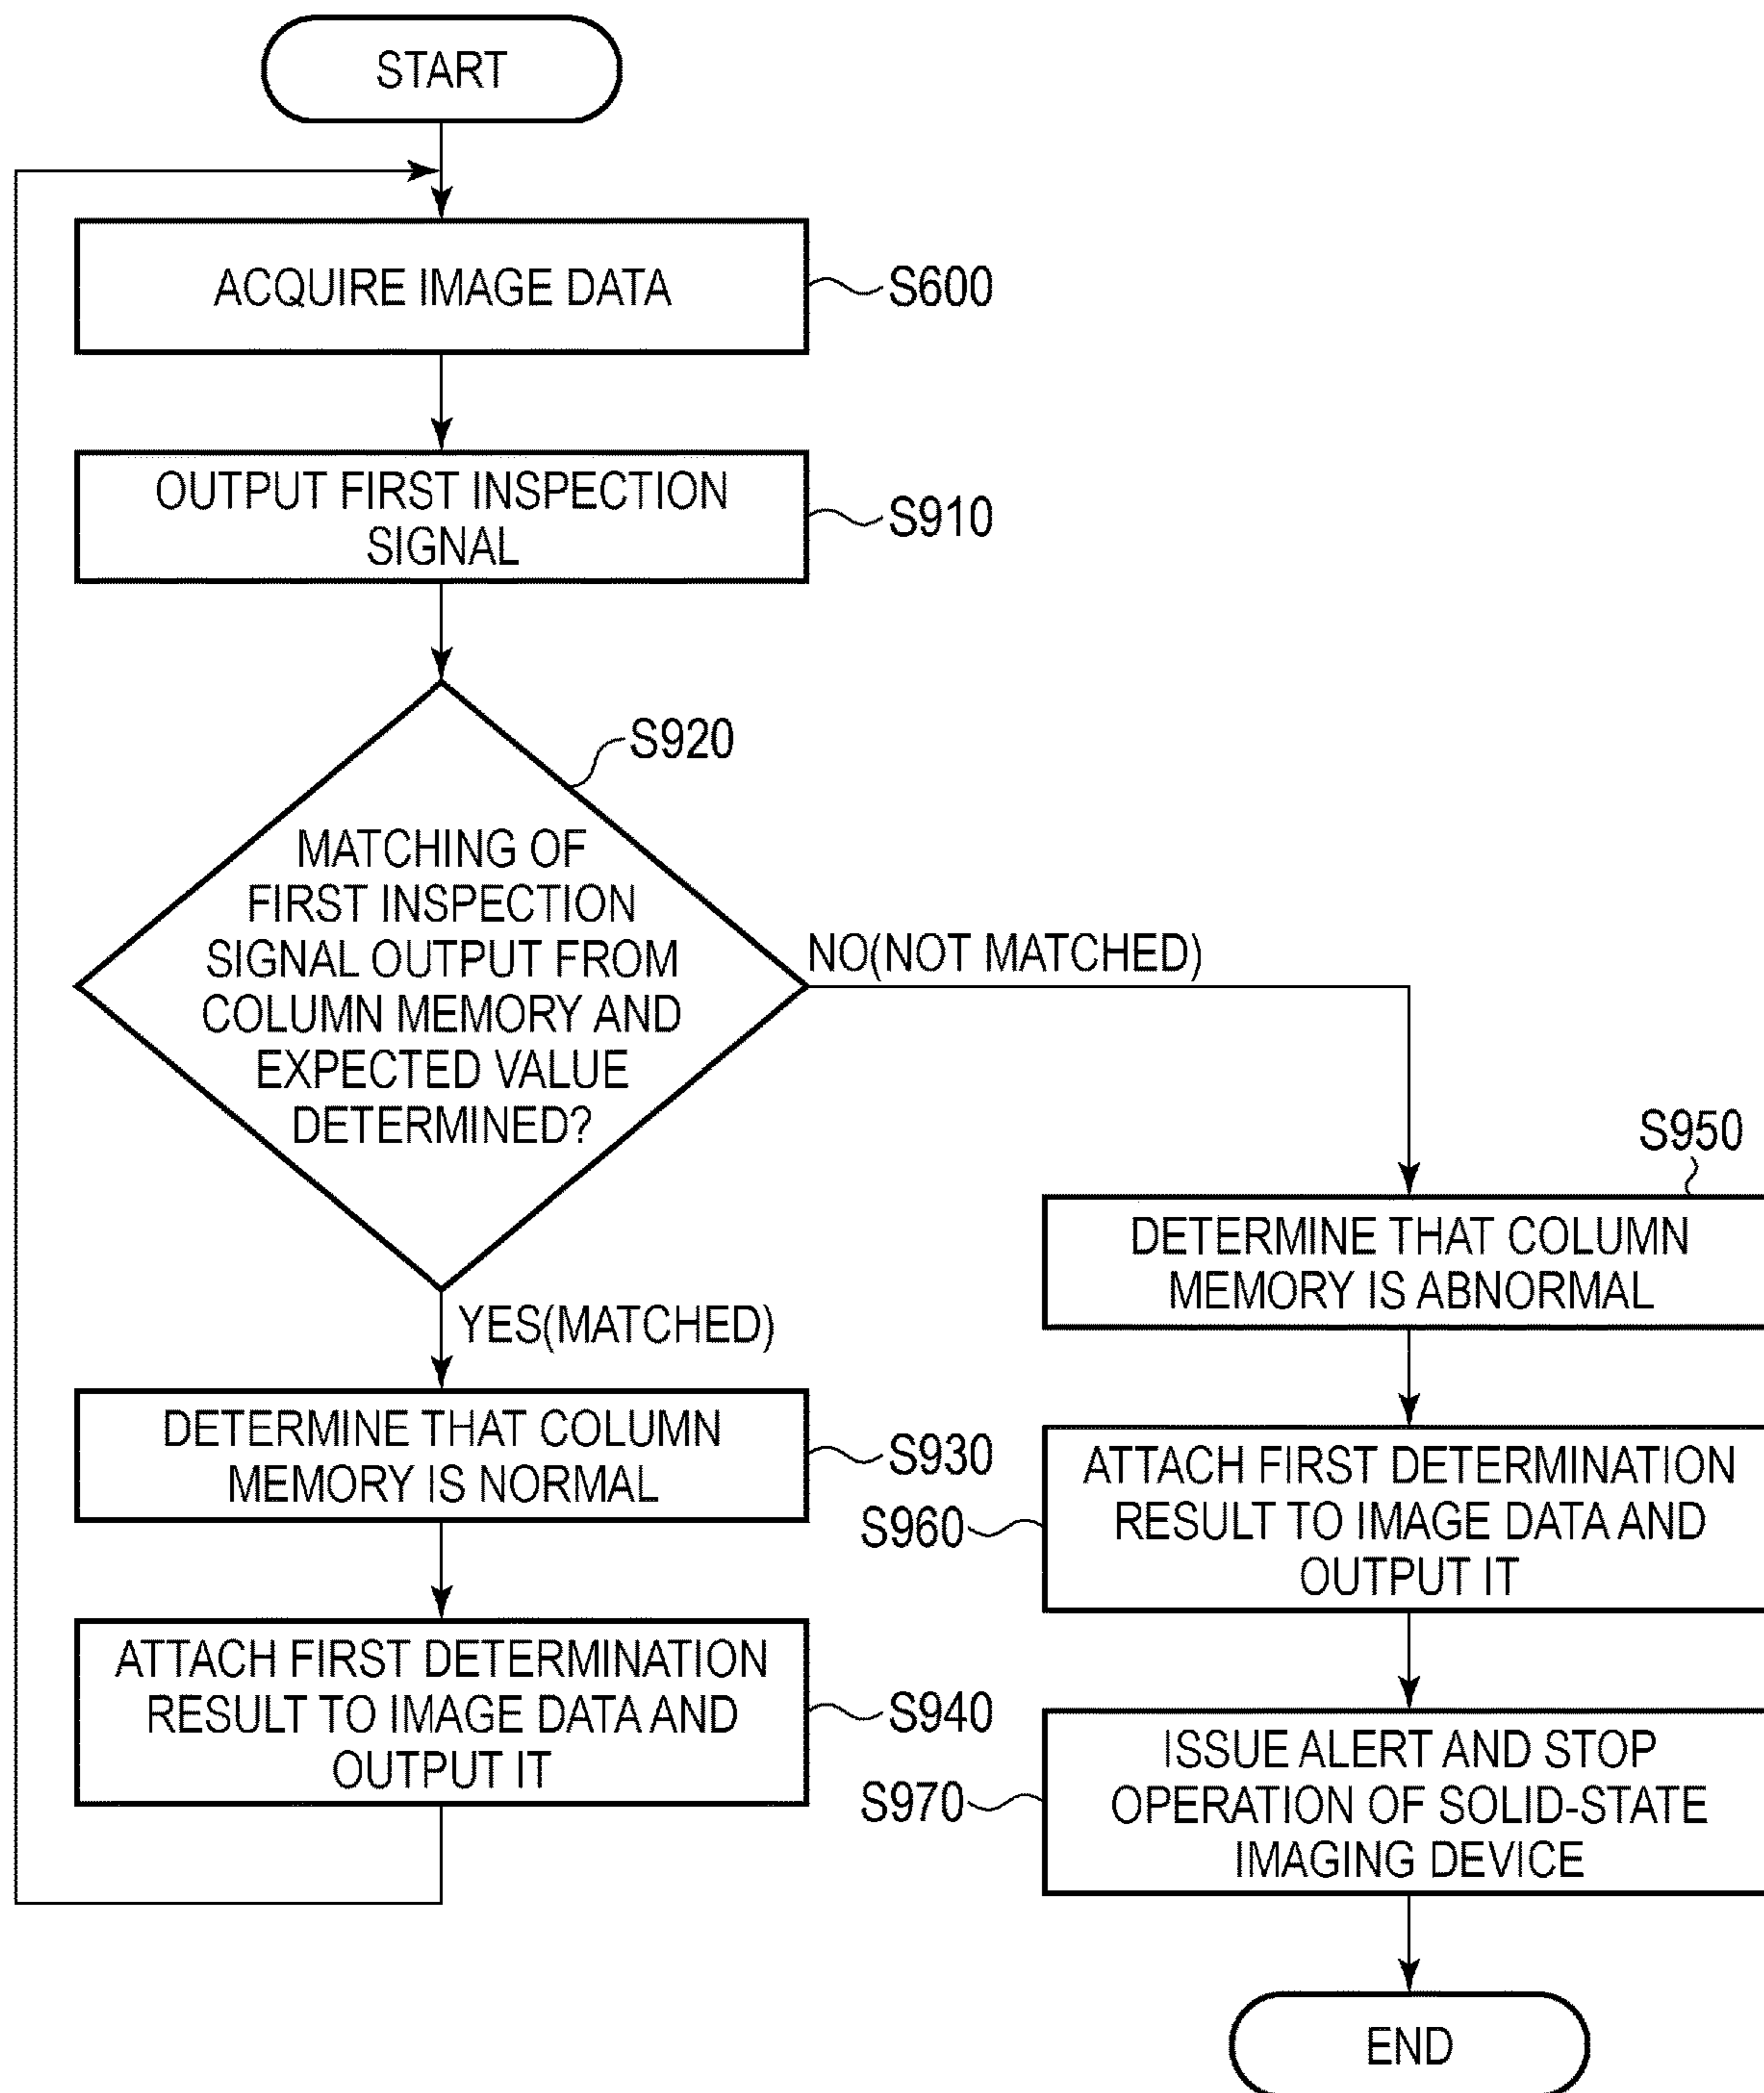 START
ACQUIRE IMAGE DATA
S600
OUTPUT FIRST INSPECTION
SIGNAL
S910
S920
MATCHING OF
FIRST INSPECTION
SIGNAL OUTPUT FROM
COLUMN MEMORY AND
EXPECTED VALUE
DETERMINED?
NO(NOT MATCHED)
YES(MATCHED)
DETERMINE THAT COLUMN
MEMORY IS NORMAL
S930
ATTACH FIRST DETERMINATION
RESULT TO IMAGE DATA AND
OUTPUT IT
S940
S950
DETERMINE THAT COLUMN
MEMORY IS ABNORMAL
ATTACH FIRST DETERMINATION
RESULT TO IMAGE DATA AND
OUTPUT IT
S960
ISSUE ALERT AND STOP
OPERATION OF SOLID-STATE
IMAGING DEVICE
S970
END